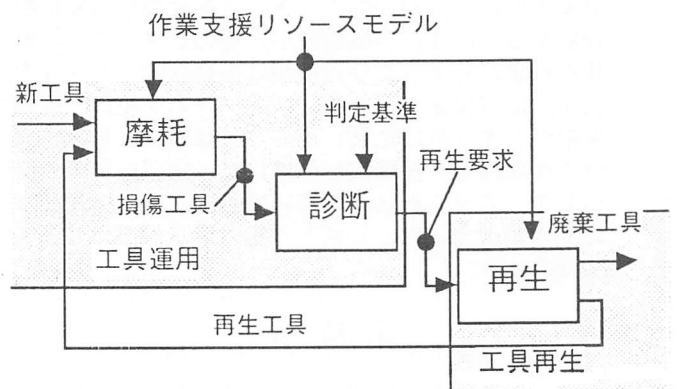 作業支援リソースモデル
新工具
摩耗
判定基準
再生要求
損傷工具
診断
廃棄工具
工具運用
再生
再生工具
工具再生